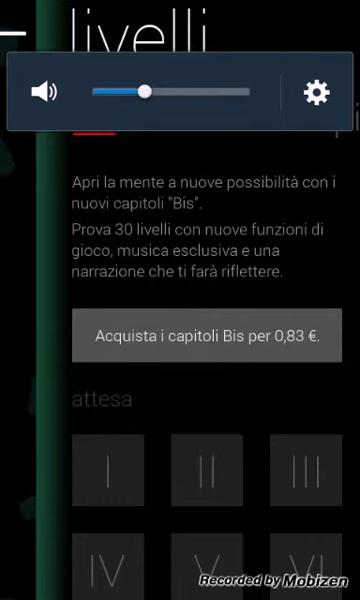 livelli
Apri la mente a nuove possibilità con i
nuovi capitoli "Bis".
Prova 30 livelli con nuove funzioni di
gioco, musica esclusiva e una
narrazione che ti farà riflettere.
Acquista i capitoli Bis per 0,83 €.
attesa
I II III
IV V VI
Recorded by Mobizen